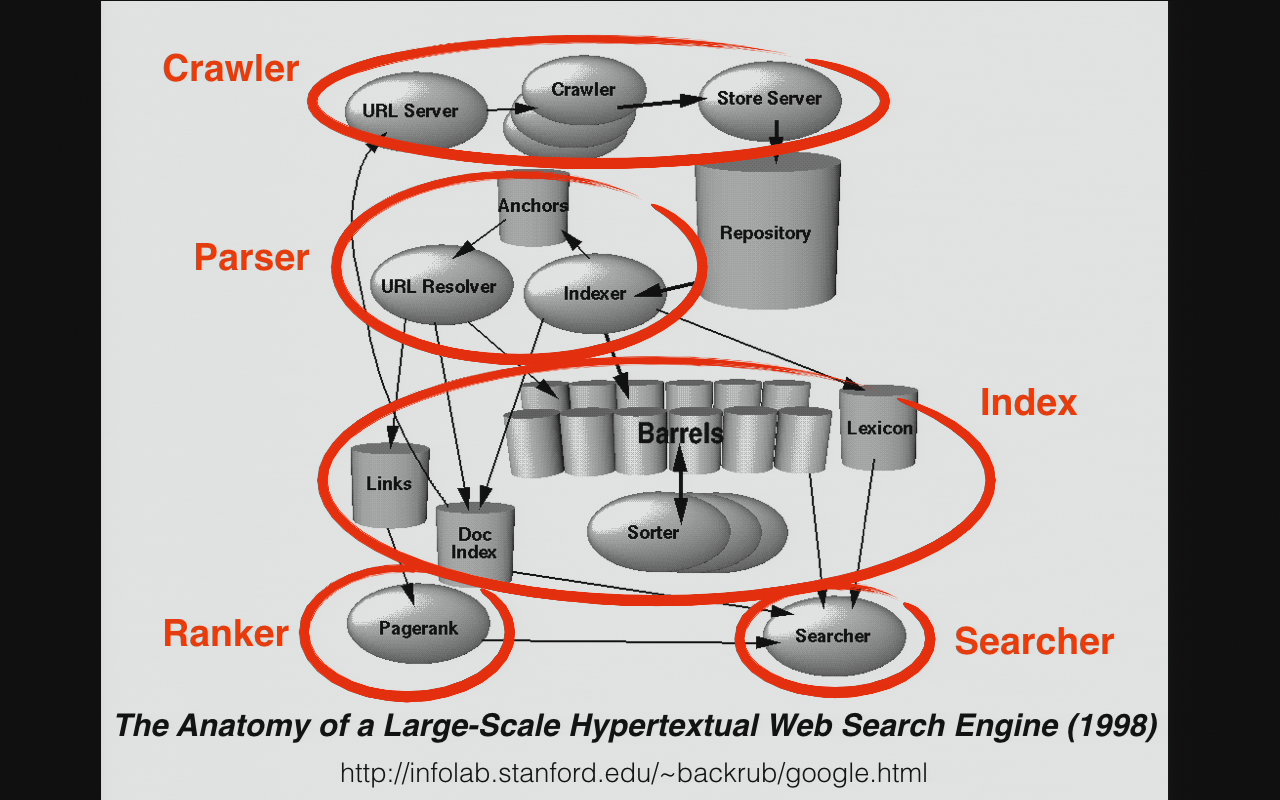 Crawler
URL Server
Crawler
Store Server
Parser
Anchors
Repository
URL Resolver
Indexer
Index
Barrels
Lexicon
Links
Doc
Index
Sorter
Ranker
Pagerank
Searcher
Searcher
The Anatomy of a Large-Scale Hypertextual Web Search Engine (1998)
http://infolab.stanford.edu/~backrub/google.html